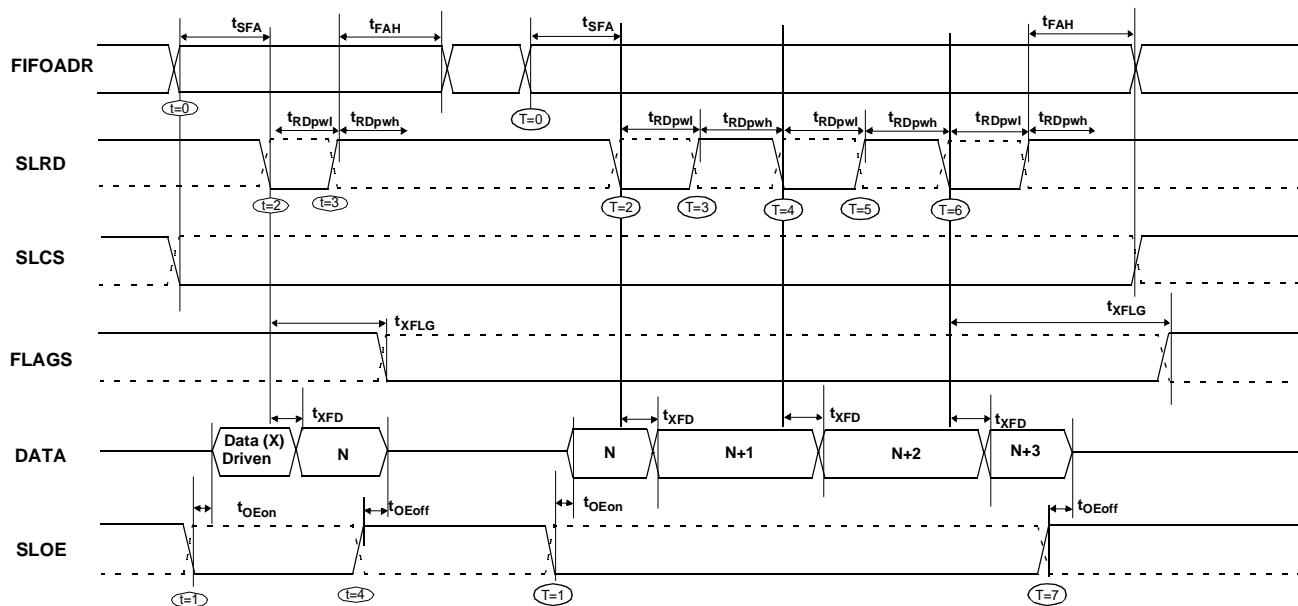 tSFA tFAH tSFA tFAH
FIFOADR
t=0 T=0
tRDpwl tRDpwh tRDpwl tRDpwh tRDpwl tRDpwh tRDpwl tRDpwh
SLRD
t=2 t=3 T=2 T=3 T=4 T=5 T=6
SLCS
tXFLG tXFLG
FLAGS
tXFD tXFD tXFD tXFD
DATA
Data (X)
Driven
N N N+1 N+2 N+3
tOEon tOEoff tOEon tOEoff
SLOE
t=1 t=4 T=1 T=7